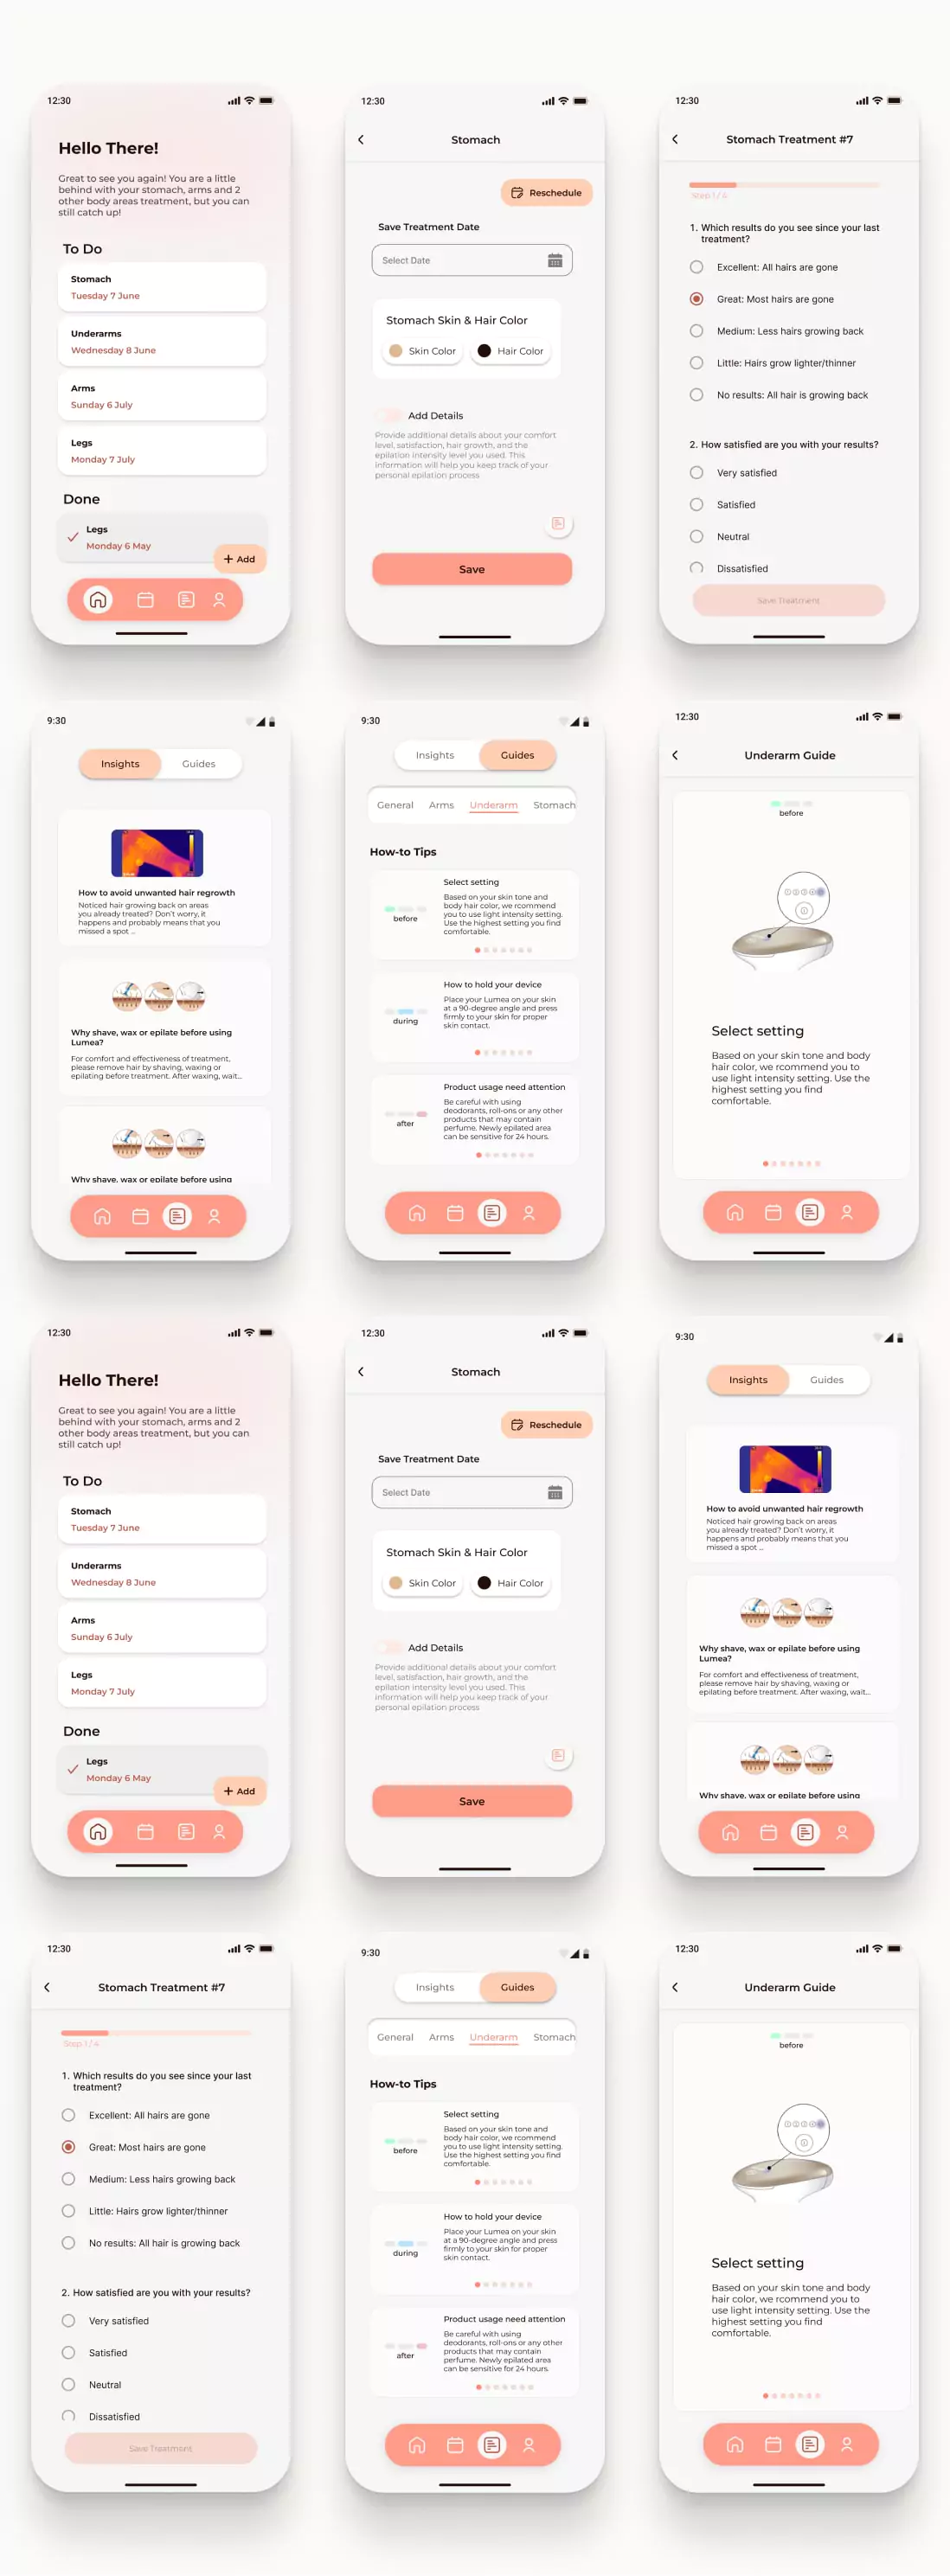 12:30
Hello There!
Great to see you again! You are a little
behind with your stomach, arms and 2
other body areas treatment, but you can
still catch up!
To Do
Stomach
Tuesday 7 June
Underarms
Wednesday 8 June
Arms
Sunday 6 July
Legs
Monday 7 July
Done
Legs
Monday 6 May
+ Add
12:30
Stomach
Reschedule
Save Treatment Date
Select Date
Stomach Skin & Hair Color
Skin Color
Hair Color
Add Details
Provide additional details about your comfort
level, satisfaction, hair growth, and the
epilation intensity level you used. This
information will help you keep track of your
personal epilation process
Save
12:30
Stomach Treatment #7
Step 1 / 4
1. Which results do you see since your last
treatment?
Excellent: All hairs are gone
Great: Most hairs are gone
Medium: Less hairs growing back
Little: Hairs grow lighter/thinner
No results: All hair is growing back
2. How satisfied are you with your results?
Very satisfied
Satisfied
Neutral
Dissatisfied
Save Treatment
9:30
Insights
Guides
How to avoid unwanted hair regrowth
Noticed hair growing back on areas
you already treated? Don't worry, it
happens and probably means that you
missed a spot ...
Why shave, wax or epilate before using
Lumea?
For comfort and effectiveness of treatment,
please remove hair by shaving, waxing or
epilating before treatment. After waxing, wait...
Why shave, wax or epilate before using
9:30
Insights
Guides
General
Arms
Underarm
Stomach
How-to Tips
before
Select setting
Based on your skin tone and
body hair color, we rcommend
you to use light intensity setting.
Use the highest setting you find
comfortable.
during
How to hold your device
Place your Lumea on your skin
at a 90-degree angle and press
firmly to your skin for proper
skin contact.
after
Product usage need attention
Be careful with using
deodorants, roll-ons or any other
products that may contain
perfume. Newly epilated area
can be sensitive for 24 hours.
12:30
Underarm Guide
before
Select setting
Based on your skin tone and body
hair color, we rcommend you to
use light intensity setting. Use the
highest setting you find
comfortable.
12:30
Hello There!
Great to see you again! You are a little
behind with your stomach, arms and 2
other body areas treatment, but you can
still catch up!
To Do
Stomach
Tuesday 7 June
Underarms
Wednesday 8 June
Arms
Sunday 6 July
Legs
Monday 7 July
Done
Legs
Monday 6 May
+ Add
12:30
Stomach
Reschedule
Save Treatment Date
Select Date
Stomach Skin & Hair Color
Skin Color
Hair Color
Add Details
Provide additional details about your comfort
level, satisfaction, hair growth, and the
epilation intensity level you used. This
information will help you keep track of your
personal epilation process
Save
9:30
Insights
Guides
How to avoid unwanted hair regrowth
Noticed hair growing back on areas
you already treated? Don't worry, it
happens and probably means that you
missed a spot ...
Why shave, wax or epilate before using
Lumea?
For comfort and effectiveness of treatment,
please remove hair by shaving, waxing or
epilating before treatment. After waxing, wait...
Why shave, wax or epilate before using
12:30
Stomach Treatment #7
Step 1 / 4
1. Which results do you see since your last
treatment?
Excellent: All hairs are gone
Great: Most hairs are gone
Medium: Less hairs growing back
Little: Hairs grow lighter/thinner
No results: All hair is growing back
2. How satisfied are you with your results?
Very satisfied
Satisfied
Neutral
Dissatisfied
Save Treatment
9:30
Insights
Guides
General
Arms
Underarm
Stomach
How-to Tips
before
Select setting
Based on your skin tone and
body hair color, we rcommend
you to use light intensity setting.
Use the highest setting you find
comfortable.
during
How to hold your device
Place your Lumea on your skin
at a 90-degree angle and press
firmly to your skin for proper
skin contact.
after
Product usage need attention
Be careful with using
deodorants, roll-ons or any other
products that may contain
perfume. Newly epilated area
can be sensitive for 24 hours.
12:30
Underarm Guide
before
Select setting
Based on your skin tone and body
hair color, we rcommend you to
use light intensity setting. Use the
highest setting you find
comfortable.